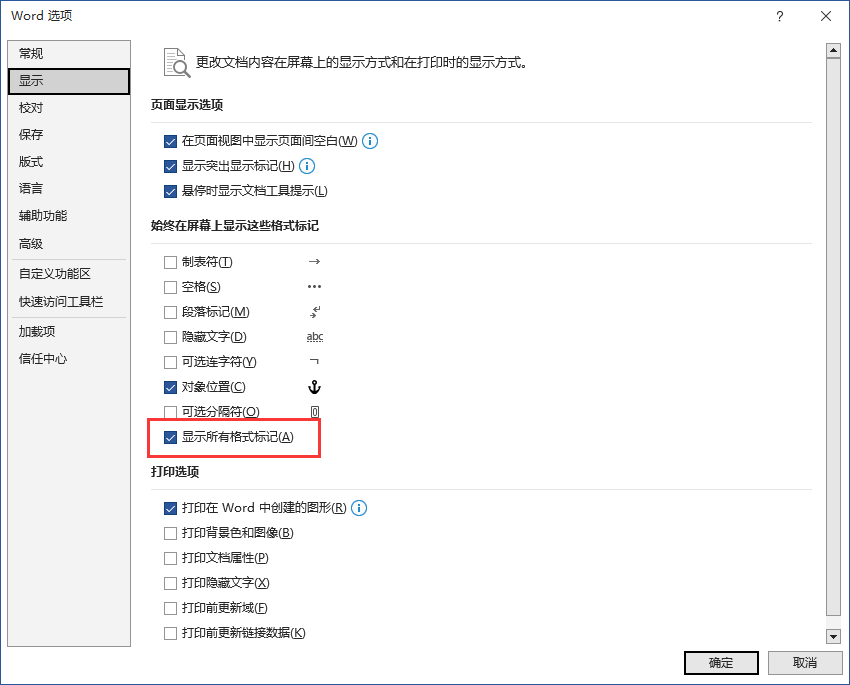 Word 选项
常规
显示
校对
保存
版式
语言
辅助功能
高级
自定义功能区
快速访问工具栏
加载项
信任中心
更改文档内容在屏幕上的显示方式和在打印时的显示方式。
页面显示选项
在页面视图中显示页面间空白(W)
显示突出显示标记(H)
悬停时显示文档工具提示(L)
始终在屏幕上显示这些格式标记
制表符(T)
空格(S)
段落标记(M)
隐藏文字(D) abc
可选连字符(Y)
对象位置(C)
可选分隔符(O)
显示所有格式标记(A)
打印选项
打印在 Word 中创建的图形(R)
打印背景色和图像(B)
打印文档属性(P)
打印隐藏文字(X)
打印前更新域(F)
打印前更新链接数据(K)
确定
取消